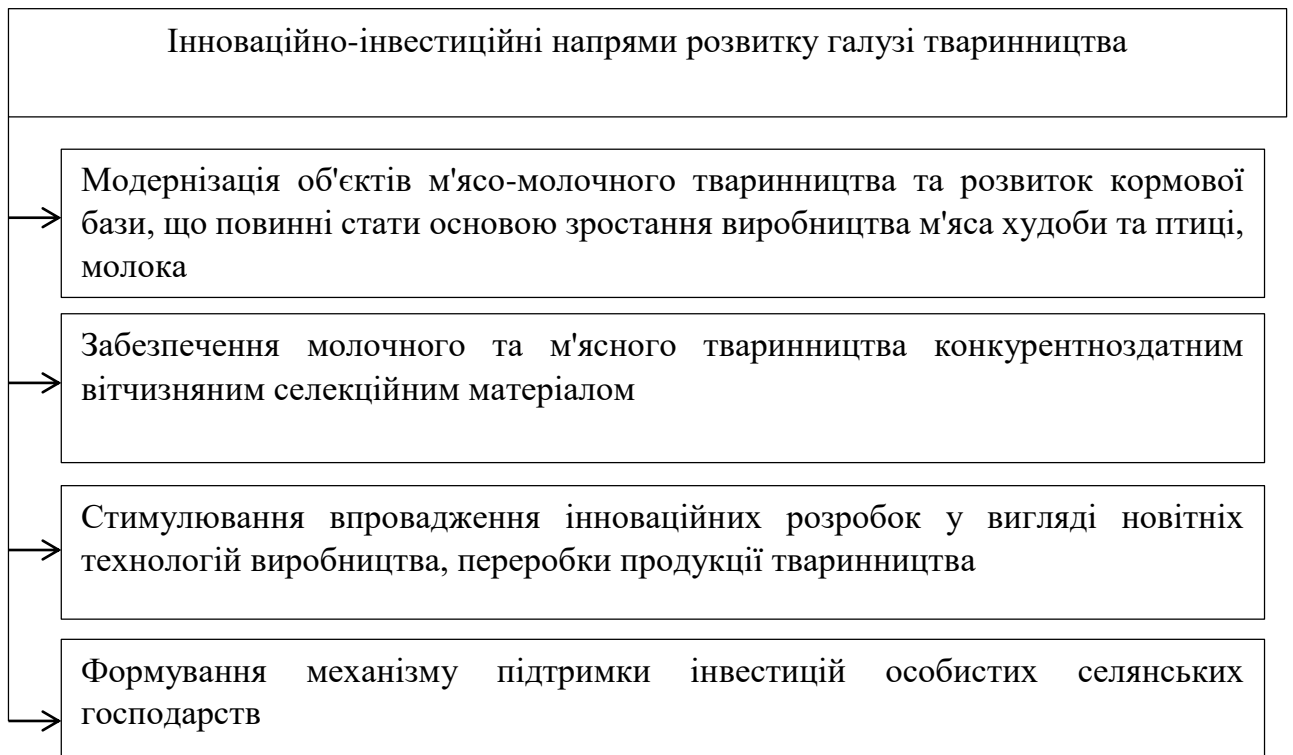 Інноваційно-інвестиційні напрями розвитку галузі тваринництва
Модернізація об'єктів м'ясо-молочного тваринництва та розвиток кормової
бази, що повинні стати основою зростання виробництва м'яса худоби та птиці,
молока
Забезпечення молочного та м'ясного тваринництва конкурентноздатним
вітчизняним селекційним матеріалом
Стимулювання впровадження інноваційних розробок у вигляді новітніх
технологій виробництва, переробки продукції тваринництва
Формування механізму підтримки інвестицій особистих селянських
господарств